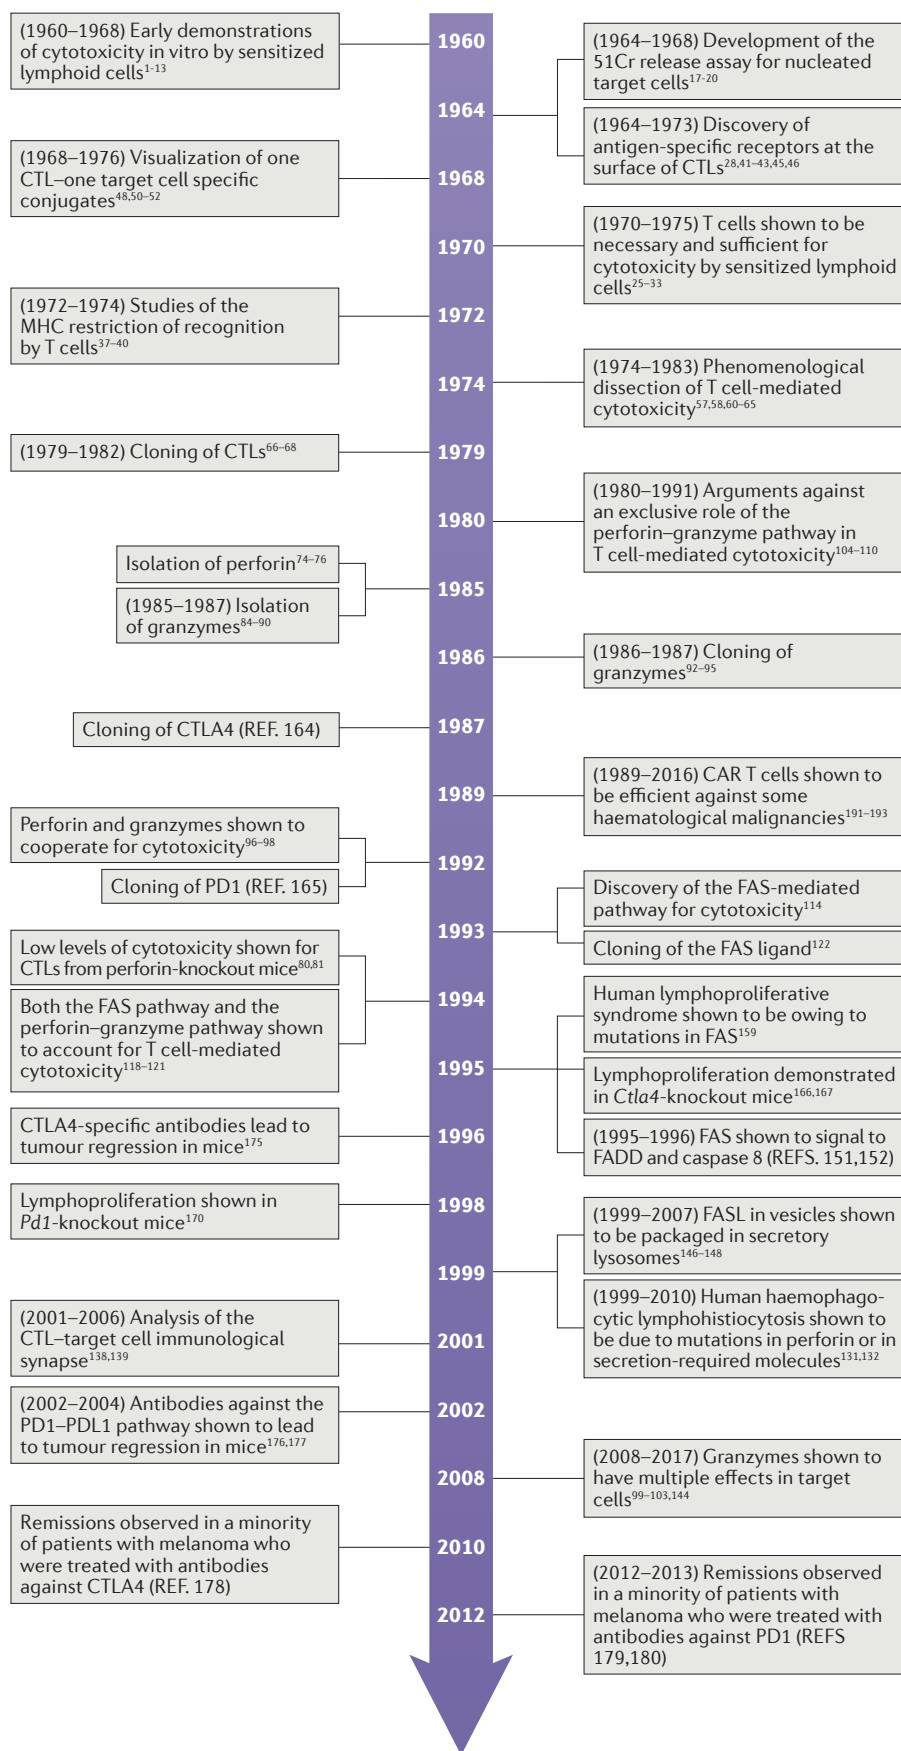 (1960–1968) Early demonstrations
of cytotoxicity in vitro by sensitized
lymphoid cells1-13
1960
(1964–1968) Development of the
51Cr release assay for nucleated
target cells17-20
1964
(1964–1973) Discovery of
antigen-specific receptors at the
surface of CTLs28,41–43,45,46
(1968–1976) Visualization of one
CTL–one target cell specific
conjugates48,50–52
1968
(1970–1975) T cells shown to be
necessary and sufficient for
cytotoxicity by sensitized lymphoid
cells25–33
1970
(1972–1974) Studies of the
MHC restriction of recognition
by T cells37–40
1972
(1974–1983) Phenomenological
dissection of T cell-mediated
cytotoxicity57,58,60–65
1974
(1979–1982) Cloning of CTLs66–68
1979
(1980–1991) Arguments against
an exclusive role of the
perforin–granzyme pathway in
T cell-mediated cytotoxicity104–110
1980
Isolation of perforin74–76
1985
(1985–1987) Isolation
of granzymes84–90
1986
(1986–1987) Cloning of
granzymes92–95
Cloning of CTLA4 (REF. 164)
1987
1989
(1989–2016) CAR T cells shown to
be efficient against some
haematological malignancies191–193
Perforin and granzymes shown to
cooperate for cytotoxicity96–98
1992
Cloning of PD1 (REF. 165)
Discovery of the FAS-mediated
pathway for cytotoxicity114
1993
Cloning of the FAS ligand122
Low levels of cytotoxicity shown for
CTLs from perforin-knockout mice80,81
1994
Both the FAS pathway and the
perforin–granzyme pathway shown
to account for T cell-mediated
cytotoxicity118–121
Human lymphoproliferative
syndrome shown to be owing to
mutations in FAS159
1995
Lymphoproliferation demonstrated
in Ctla4-knockout mice166,167
(1995–1996) FAS shown to signal to
FADD and caspase 8 (REFS. 151,152)
CTLA4-specific antibodies lead to
tumour regression in mice175
1996
Lymphoproliferation shown in
Pd1-knockout mice170
1998
(1999–2007) FASL in vesicles shown
to be packaged in secretory
lysosomes146–148
1999
(1999–2010) Human haemophago-
cytic lymphohistiocytosis shown to
be due to mutations in perforin or in
secretion-required molecules131,132
(2001–2006) Analysis of the
CTL–target cell immunological
synapse138,139
2001
(2002–2004) Antibodies against the
PD1–PDL1 pathway shown to lead
to tumour regression in mice176,177
2002
2008
(2008–2017) Granzymes shown to
have multiple effects in target
cells99–103,144
Remissions observed in a minority
of patients with melanoma who
were treated with antibodies
against CTLA4 (REF. 178)
2010
2012
(2012–2013) Remissions observed
in a minority of patients with
melanoma who were treated with
antibodies against PD1 (REFS
179,180)